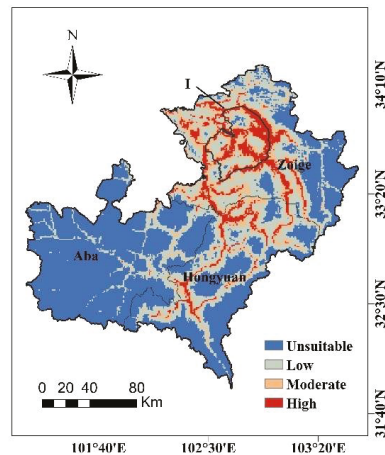 N
I
Zoige
Aba
Hongyuan
Unsuitable
Low
Moderate
High
0 20 40 80
Km
34°10'N
33°20'N
32°30'N
31°40'N
101°40'E 102°30'E 103°20'E